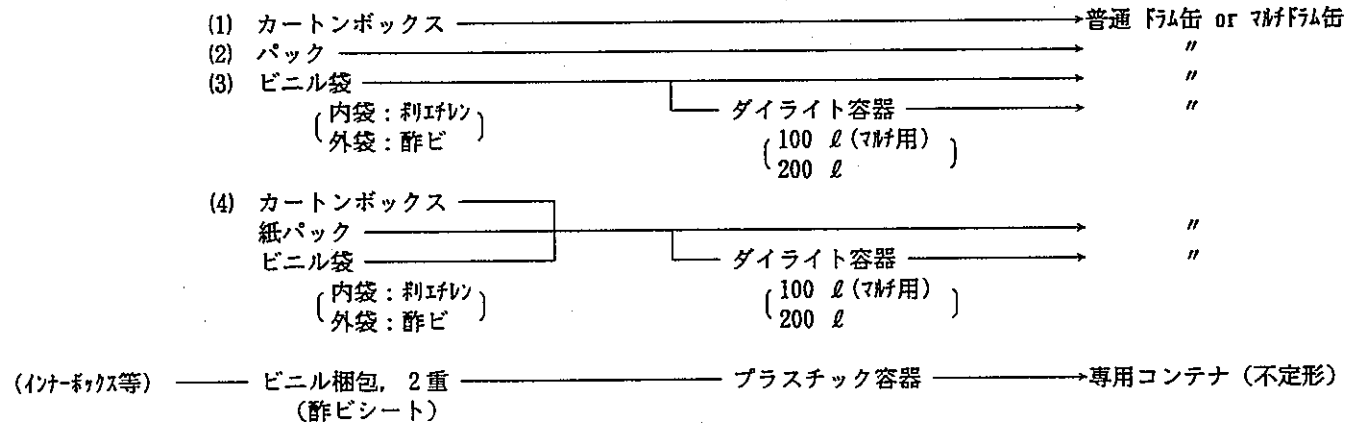 (1) カートンボックス 普通 ﾄﾞﾗﾑ缶 or ﾏﾙﾁﾄﾞﾗﾑ缶
(2) パック 〃
(3) ビニル袋 〃
内袋：ﾎﾟﾘｴﾁﾚﾝ ダイライト容器 〃
外袋：酢ビ 100 ℓ (ﾏﾙﾁ用)
200 ℓ
(4) カートンボックス
紙パック 〃
ビニル袋 ダイライト容器 〃
内袋：ﾎﾟﾘｴﾁﾚﾝ 100 ℓ (ﾏﾙﾁ用)
外袋：酢ビ 200 ℓ
(ｲﾝﾅｰﾎﾞｯｸｽ等) ビニル梱包, 2重 プラスチック容器 専用コンテナ (不定形)
(酢ビシート)